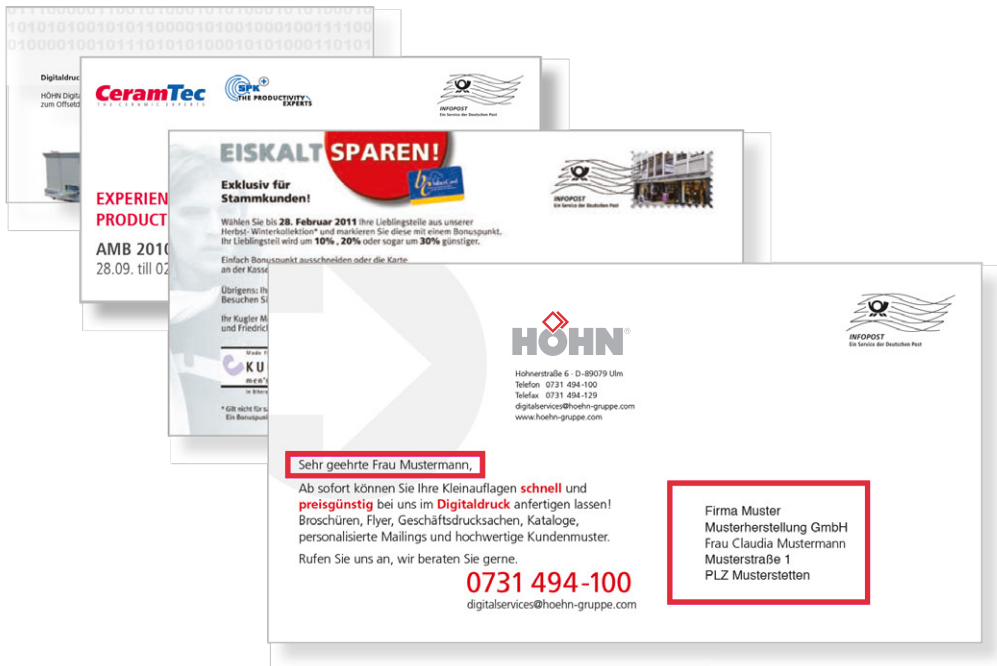 Digitaldruc
HÖHN Digita
zum Offsetd
CeramTec
THE CERAMIC EXPERTS
SPK+
THE PRODUCTIVITY
EXPERTS
INFOPOST
Ein Service der Deutschen Post
EXPERIEN
PRODUCT
AMB 2010
28.09. till 02
EISKALT SPAREN!
Exklusiv für
Stammkunden!
INFOPOST
Ein Service der Deutschen Post
Wählen Sie bis 28. Februar 2011 Ihre Lieblingsteile aus unserer
Herbst- Winterkollektion* und markieren Sie diese mit einem Bonuspunkt.
Ihr Lieblingsteil wird um 10% , 20% oder sogar um 30% günstiger.
Einfach Bonuspunkt ausschneiden oder die Karte
an der Kasse
Übrigens: Ih
Besuchen Si
Ihr Kugler M
und Friedrich
Made f
KU
men's
in Bibera
* Gilt nicht für s
Ein Bonuspunk
HÖHN®
Hohnerstraße 6 · D-89079 Ulm
Telefon 0731 494-100
Telefax 0731 494-129
digitalservices@hoehn-gruppe.com
www.hoehn-gruppe.com
INFOPOST
Ein Service der Deutschen Post
Sehr geehrte Frau Mustermann,
Ab sofort können Sie Ihre Kleinauflagen schnell und
preisgünstig bei uns im Digitaldruck anfertigen lassen!
Broschüren, Flyer, Geschäftsdrucksachen, Kataloge,
personalisierte Mailings und hochwertige Kundenmuster.
Rufen Sie uns an, wir beraten Sie gerne.
0731 494-100
digitalservices@hoehn-gruppe.com
Firma Muster
Musterherstellung GmbH
Frau Claudia Mustermann
Musterstraße 1
PLZ Musterstetten